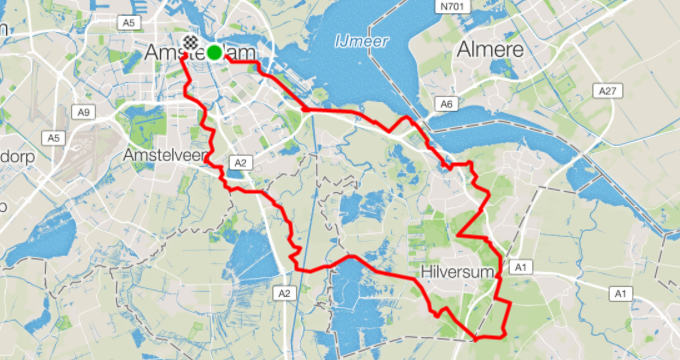 N701
A5
IJmeer
Amsterdam
Almere
A27
A6
A9
A5
dorp
Amstelveen
A2
A1
Hilversum
A2
A1